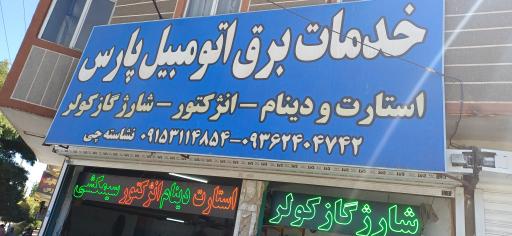 خدمات برق اتومبیل پارس
استارت و دینام - انژکتور - شارژ گاز کولر
۰۹۱۵۳۱۱۴۸۵۴-۰۹۳۶۲۴۰۴۷۴۲ نشاسته چی
استارت دینام انژکتور سیمکشی
شارژ گاز کولر